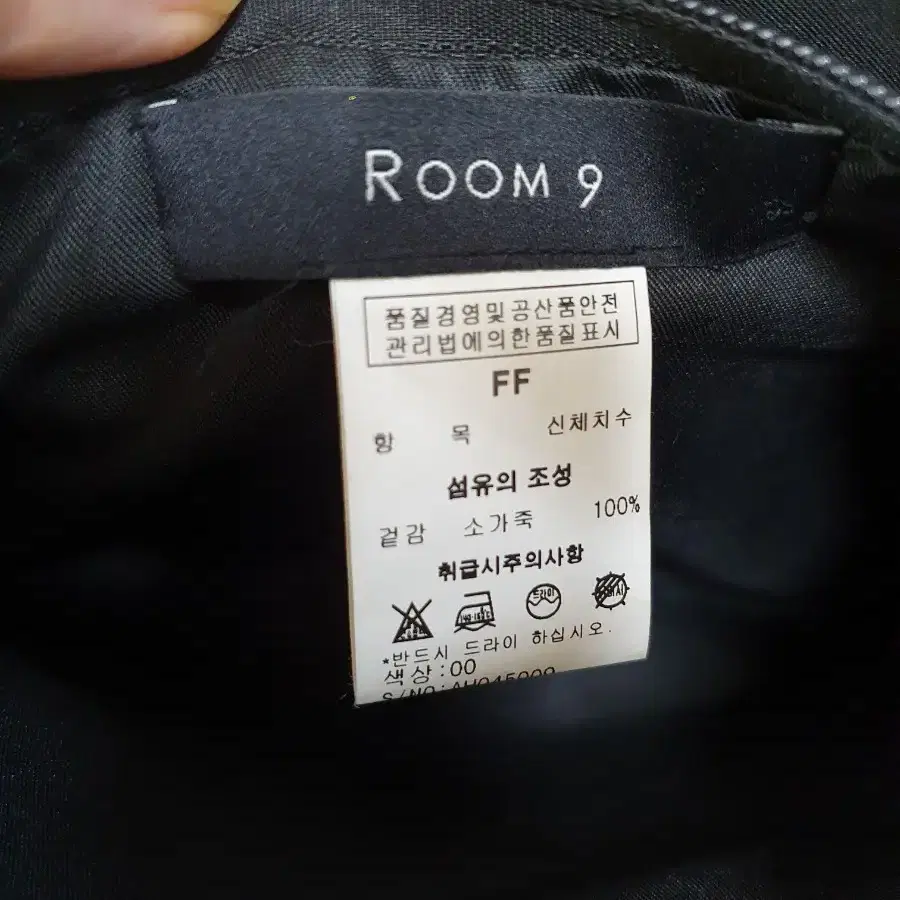 ROOM 9
품질경영및공산품안전
관리법에의한품질표시
FF
항 목 신체치수
섬유의 조성
겉감 소가죽 100%
취급시주의사항
드라이
*반드시 드라이 하십시오.
색상:00